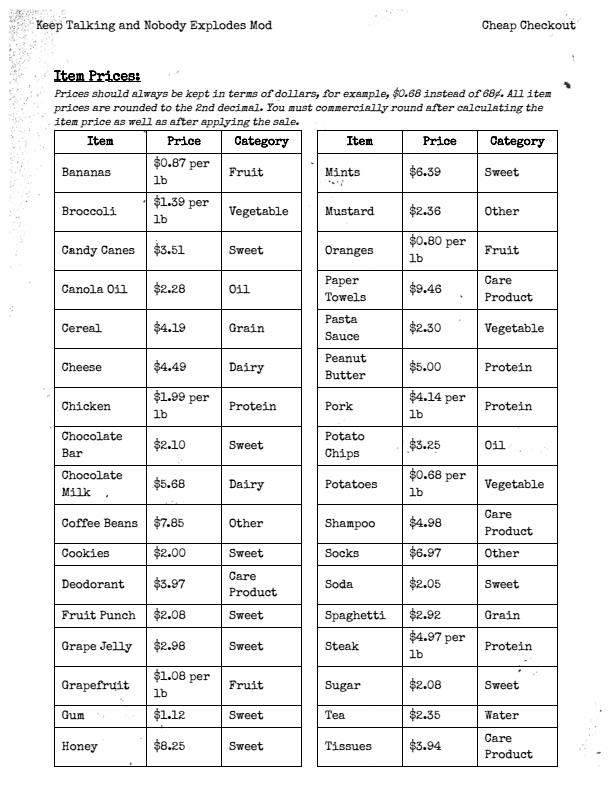 Keep Talking and Nobody Explodes Mod Cheap Checkout
Item Prices:
Prices should always be kept in terms of dollars, for example, $0.68 instead of 68¢. All item
prices are rounded to the 2nd decimal. You must commercially round after calculating the
item price as well as after applying the sale.
Item Price Category
Bananas $0.87 per lb Fruit
Broccoli $1.39 per lb Vegetable
Candy Canes $3.51 Sweet
Canola Oil $2.28 Oil
Cereal $4.19 Grain
Cheese $4.49 Dairy
Chicken $1.99 per lb Protein
Chocolate Bar $2.10 Sweet
Chocolate Milk $5.68 Dairy
Coffee Beans $7.85 Other
Cookies $2.00 Sweet
Deodorant $3.97 Care Product
Fruit Punch $2.08 Sweet
Grape Jelly $2.98 Sweet
Grapefruit $1.08 per lb Fruit
Gum $1.12 Sweet
Honey $8.25 Sweet
Item Price Category
Mints $6.39 Sweet
Mustard $2.36 Other
Oranges $0.80 per lb Fruit
Paper Towels $9.46 Care Product
Pasta Sauce $2.30 Vegetable
Peanut Butter $5.00 Protein
Pork $4.14 per lb Protein
Potato Chips $3.25 Oil
Potatoes $0.68 per lb Vegetable
Shampoo $4.98 Care Product
Socks $6.97 Other
Soda $2.05 Sweet
Spaghetti $2.92 Grain
Steak $4.97 per lb Protein
Sugar $2.08 Sweet
Tea $2.35 Water
Tissues $3.94 Care Product